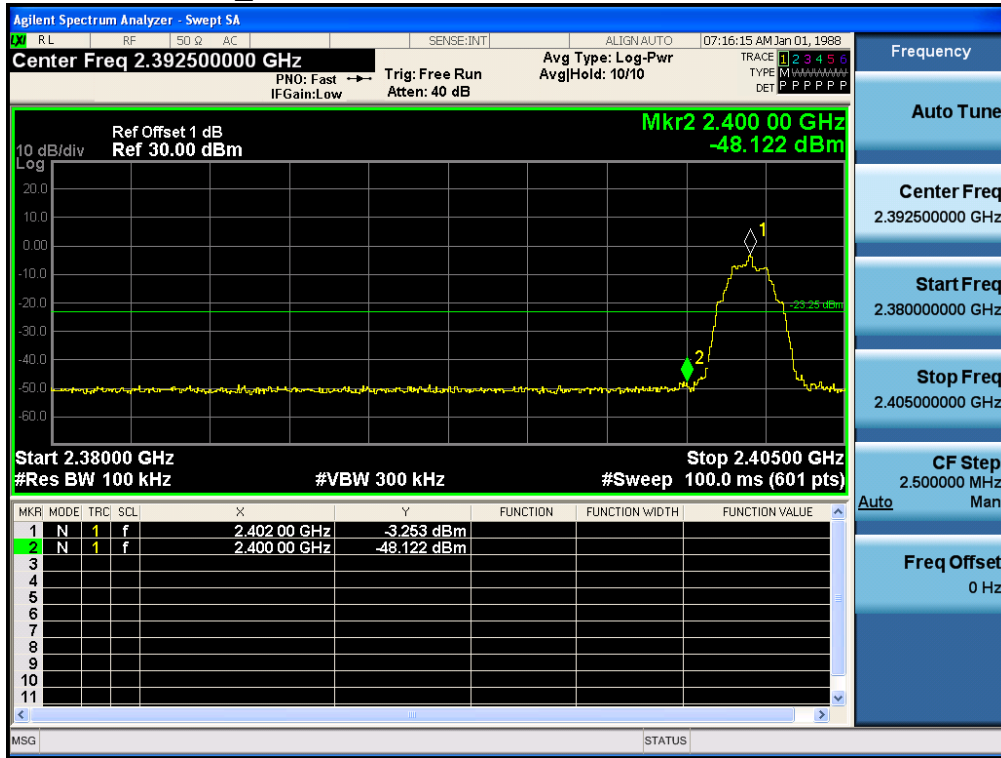 Agilent Spectrum Analyzer - Swept SA
LXI RL RF 50 Ω AC SENSE:INT ALIGN AUTO 07:16:15 AM Jan 01, 1988
Center Freq 2.392500000 GHz
PNO: Fast
IFGain:Low
Trig: Free Run
Atten: 40 dB
Avg Type: Log-Pwr
Avg|Hold: 10/10
TRACE 1 2 3 4 5 6
TYPE M
DET P P P P P P
Ref Offset 1 dB
10 dB/div Ref 30.00 dBm
Log
Mkr2 2.400 00 GHz
-48.122 dBm
20.0
10.0
0.00
-10.0
-20.0
-30.0
-40.0
-50.0
-60.0
1
-23.25 dBm
2
Start 2.38000 GHz Stop 2.40500 GHz
#Res BW 100 kHz #VBW 300 kHz #Sweep 100.0 ms (601 pts)
MKR MODE TRC SCL X Y FUNCTION FUNCTION WIDTH FUNCTION VALUE
1 N 1 f 2.402 00 GHz -3.253 dBm
2 N 1 f 2.400 00 GHz -48.122 dBm
3
4
5
6
7
8
9
10
11
MSG STATUS
Frequency
Auto Tune
Center Freq
2.392500000 GHz
Start Freq
2.380000000 GHz
Stop Freq
2.405000000 GHz
CF Step
2.500000 MHz
Auto Man
Freq Offset
0 Hz